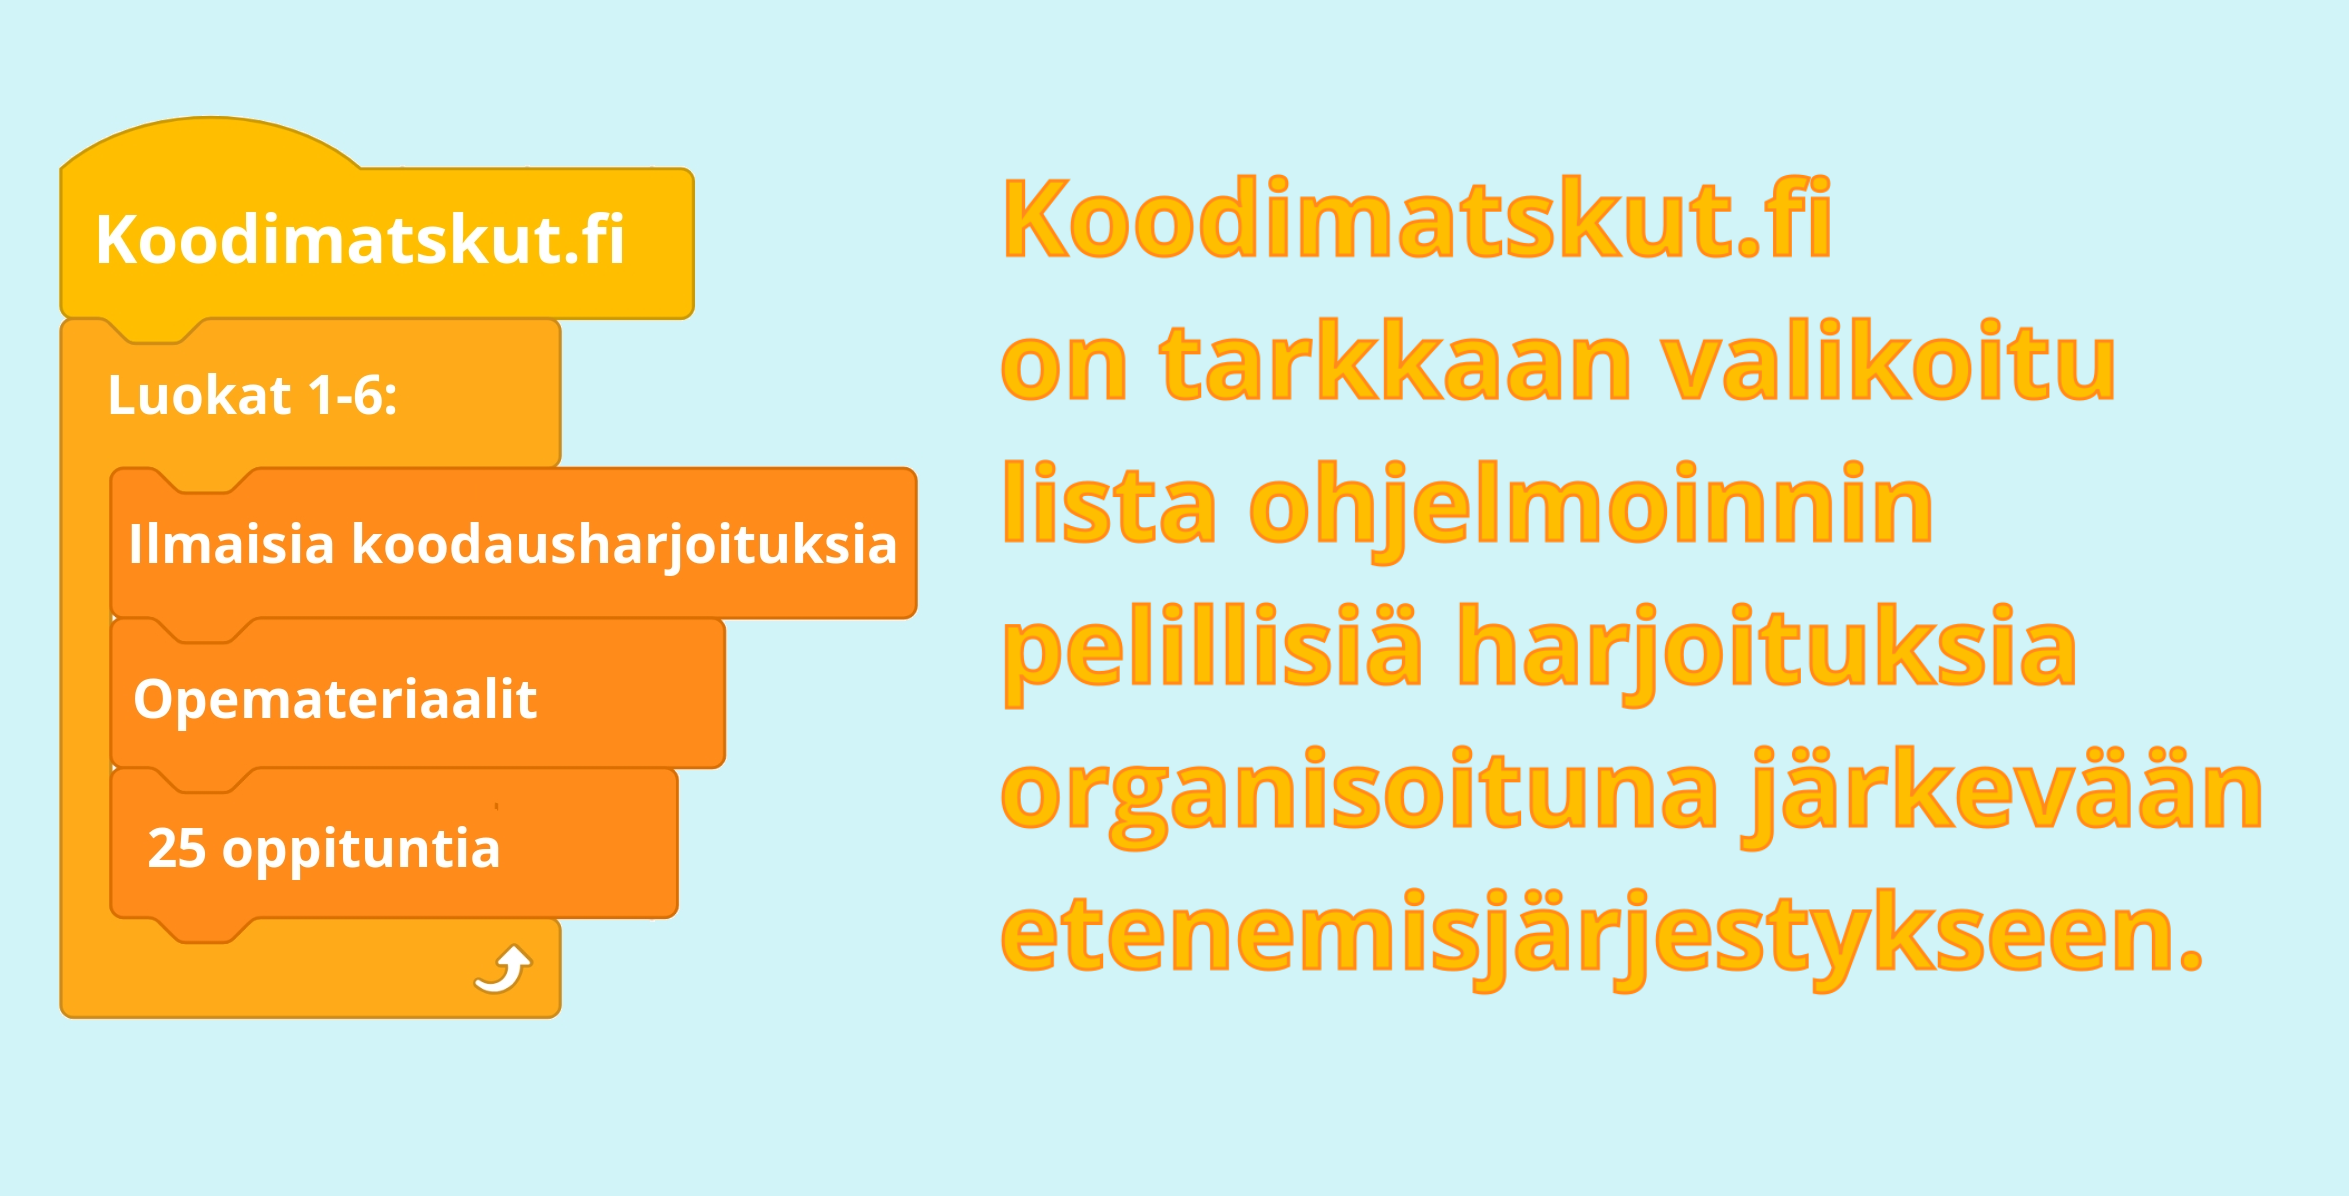 Koodimatskut.fi
Luokat 1-6:
Ilmaisia koodausharjoituksia
Opemateriaalit
25 oppituntia
Koodimatskut.fi
on tarkkaan valikoitu
lista ohjelmoinnin
pelillisiä harjoituksia
organisoituna järkevään
etenemisjärjestykseen.